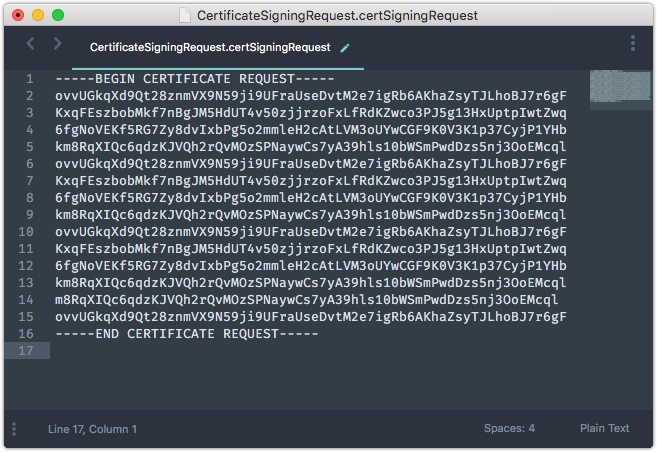 CertificateSigningRequest.certSigningRequest
CertificateSigningRequest.certSigningRequest
1 -----BEGIN CERTIFICATE REQUEST-----
2 ovvUGkqXd9Qt28znmVX9N59ji9UFraUseDvtM2e7igRb6AKhaZsyTJLhoBJ7r6gF
3 KxqFEszbobMkf7nBgJM5HdUT4v50zjjrzoFxLfRdKZwco3PJ5g13HxUptpIwtZwq
4 6fgNoVEKf5RG7Zy8dvIxbPg5o2mmleH2cAtLVM3oUYwCGF9K0V3K1p37CyjP1YHb
5 km8RqXIQc6qdzKJVQh2rQvMOzSPNaywCs7yA39hls10bWSmPwdDzs5nj3OoEMcql
6 ovvUGkqXd9Qt28znmVX9N59ji9UFraUseDvtM2e7igRb6AKhaZsyTJLhoBJ7r6gF
7 KxqFEszbobMkf7nBgJM5HdUT4v50zjjrzoFxLfRdKZwco3PJ5g13HxUptpIwtZwq
8 6fgNoVEKf5RG7Zy8dvIxbPg5o2mmleH2cAtLVM3oUYwCGF9K0V3K1p37CyjP1YHb
9 km8RqXIQc6qdzKJVQh2rQvMOzSPNaywCs7yA39hls10bWSmPwdDzs5nj3OoEMcql
10 ovvUGkqXd9Qt28znmVX9N59ji9UFraUseDvtM2e7igRb6AKhaZsyTJLhoBJ7r6gF
11 KxqFEszbobMkf7nBgJM5HdUT4v50zjjrzoFxLfRdKZwco3PJ5g13HxUptpIwtZwq
12 6fgNoVEKf5RG7Zy8dvIxbPg5o2mmleH2cAtLVM3oUYwCGF9K0V3K1p37CyjP1YHb
13 km8RqXIQc6qdzKJVQh2rQvMOzSPNaywCs7yA39hls10bWSmPwdDzs5nj3OoEMcql
14 m8RqXIQc6qdzKJVQh2rQvMOzSPNaywCs7yA39hls10bWSmPwdDzs5nj3OoEMcql
15 ovvUGkqXd9Qt28znmVX9N59ji9UFraUseDvtM2e7igRb6AKhaZsyTJLhoBJ7r6gF
16 -----END CERTIFICATE REQUEST-----
17
Line 17, Column 1 Spaces: 4 Plain Text